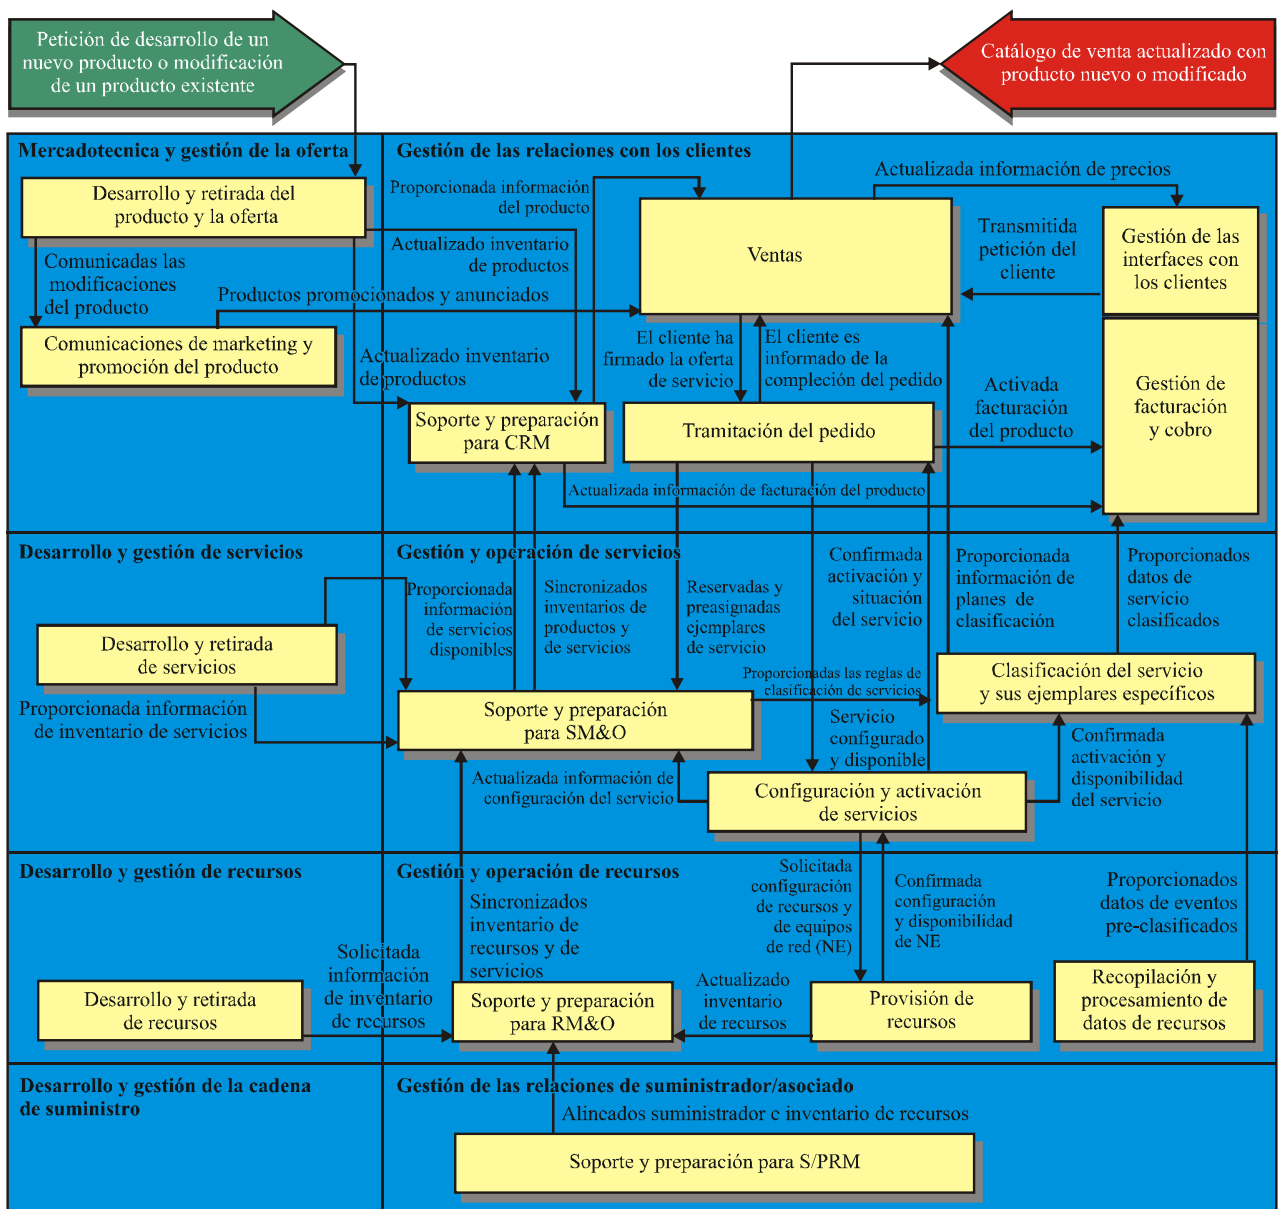 Petición de desarrollo de un
nuevo producto o modificación
de un producto existente
Catálogo de venta actualizado con
producto nuevo o modificado
Mercadotecnica y gestión de la oferta
Gestión de las relaciones con los clientes
Desarrollo y retirada del
producto y la oferta
Proporcionada información
del producto
Actualizada información de precios
Ventas
Transmitida
petición del
cliente
Gestión de las
interfaces con
los clientes
Actualizado inventario
de productos
Comunicadas las
modificaciones
del producto
Productos promocionados y anunciados
Comunicaciones de marketing y
promoción del producto
Actualizado inventario
de productos
El cliente ha
firmado la oferta
de servicio
El cliente es
informado de la
compleción del pedido
Activada
facturación
del producto
Gestión de
facturación
y cobro
Soporte y preparación
para CRM
Tramitación del pedido
Actualizada información de facturación del producto
Desarrollo y gestión de servicios
Gestión y operación de servicios
Proporcionada
información
de servicios
disponibles
Sincronizados
inventarios de
productos y
de servicios
Reservadas y
preasignadas
ejemplares
de servicio
Confirmada
activación y
situación
del servicio
Proporcionada
información de
planes de
clasificación
Proporcionados
datos de
servicio
clasificados
Desarrollo y retirada
de servicios
Proporcionada información
de inventario de servicios
Soporte y preparación
para SM&O
Proporcionadas las reglas de
clasificación de servicios
Clasificación del servicio
y sus ejemplares específicos
Servicio
configurado
y disponible
Actualizada información de
configuración del servicio
Configuración y activación
de servicios
Confirmada
activación y
disponibilidad
del servicio
Desarrollo y gestión de recursos
Gestión y operación de recursos
Sincronizados
inventario de
recursos y de
servicios
Solicitada
configuración
de recursos y
de equipos
de red (NE)
Confirmada
configuración
y disponibilidad
de NE
Proporcionados
datos de eventos
pre-clasificados
Solicitada
información
de inventario
de recursos
Desarrollo y retirada
de recursos
Soporte y preparación
para RM&O
Actualizado
inventario
de recursos
Provisión de
recursos
Recopilación y
procesamiento de
datos de recursos
Desarrollo y gestión de la cadena
de suministro
Gestión de las relaciones de suministrador/asociado
Alineados suministrador e inventario de recursos
Soporte y preparación para S/PRM